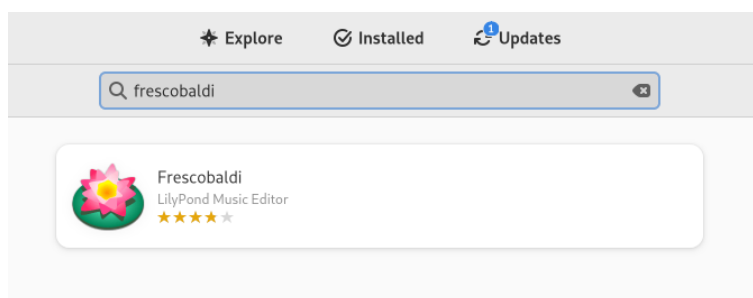 Explore Installed 1 Updates
frescobaldi
Frescobaldi
LilyPond Music Editor